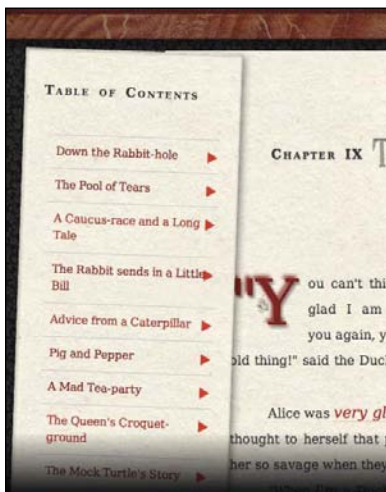 TABLE OF CONTENTS
Down the Rabbit-hole
The Pool of Tears
A Caucus-race and a Long
Tale
The Rabbit sends in a Little
Bill
Advice from a Caterpillar
Pig and Pepper
A Mad Tea-party
The Queen's Croquet-
ground
The Mock Turtle's Story
CHAPTER IX T
"Y ou can't thi
glad I am
you again, y
old thing!" said the Duc
Alice was very gl
thought to herself that
her so savage when they